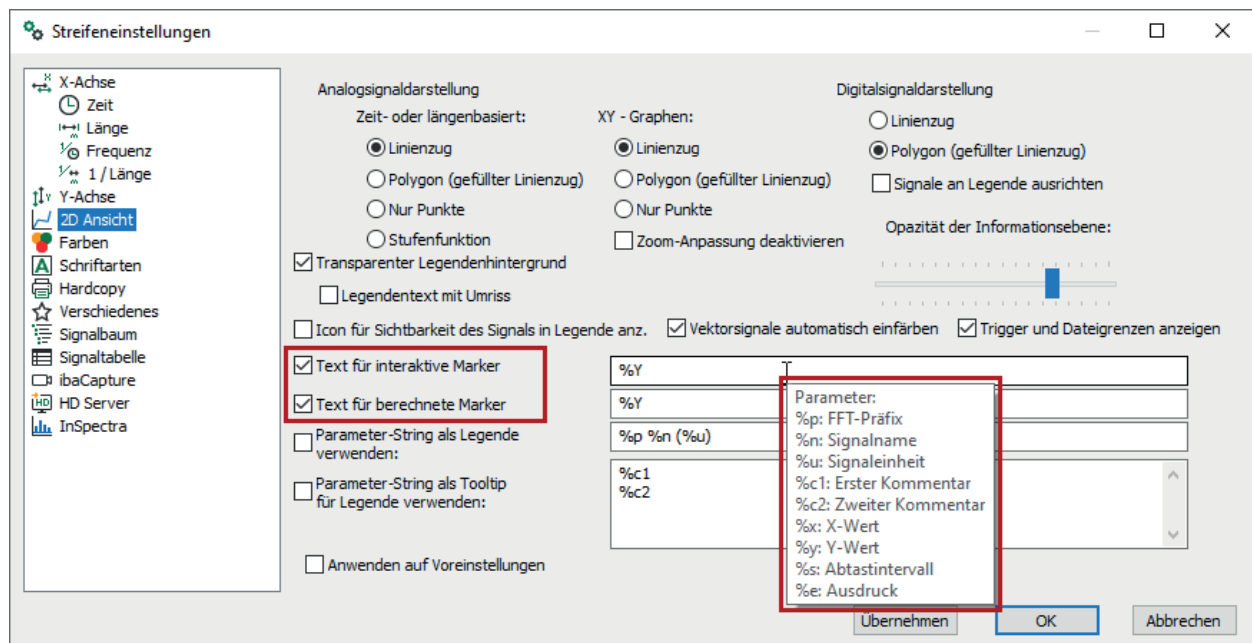 Streifeneinstellungen
X-Achse
Zeit
Länge
Frequenz
1 / Länge
Y-Achse
2D Ansicht
Farben
Schriftarten
Hardcopy
Verschiedenes
Signalbaum
Signaltabelle
ibaCapture
HD Server
InSpectra
Analogsignaldarstellung
Zeit- oder längenbasiert:
Linienzug
Polygon (gefüllter Linienzug)
Nur Punkte
Stufenfunktion
XY - Graphen:
Linienzug
Polygon (gefüllter Linienzug)
Nur Punkte
Zoom-Anpassung deaktivieren
Digitalsignaldarstellung
Linienzug
Polygon (gefüllter Linienzug)
Signale an Legende ausrichten
Opazität der Informationsebene:
Transparenter Legendenhintergrund
Legendentext mit Umriss
Icon für Sichtbarkeit des Signals in Legende anz.
Vektorsignale automatisch einfärben
Trigger und Dateigrenzen anzeigen
Text für interaktive Marker
%Y
Text für berechnete Marker
%Y
Parameter-String als Legende
verwenden:
%p %n (%u)
Parameter-String als Tooltip
für Legende verwenden:
%c1
%c2
Parameter:
%p: FFT-Präfix
%n: Signalname
%u: Signaleinheit
%c1: Erster Kommentar
%c2: Zweiter Kommentar
%x: X-Wert
%y: Y-Wert
%s: Abtastintervall
%e: Ausdruck
Anwenden auf Voreinstellungen
Übernehmen
OK
Abbrechen